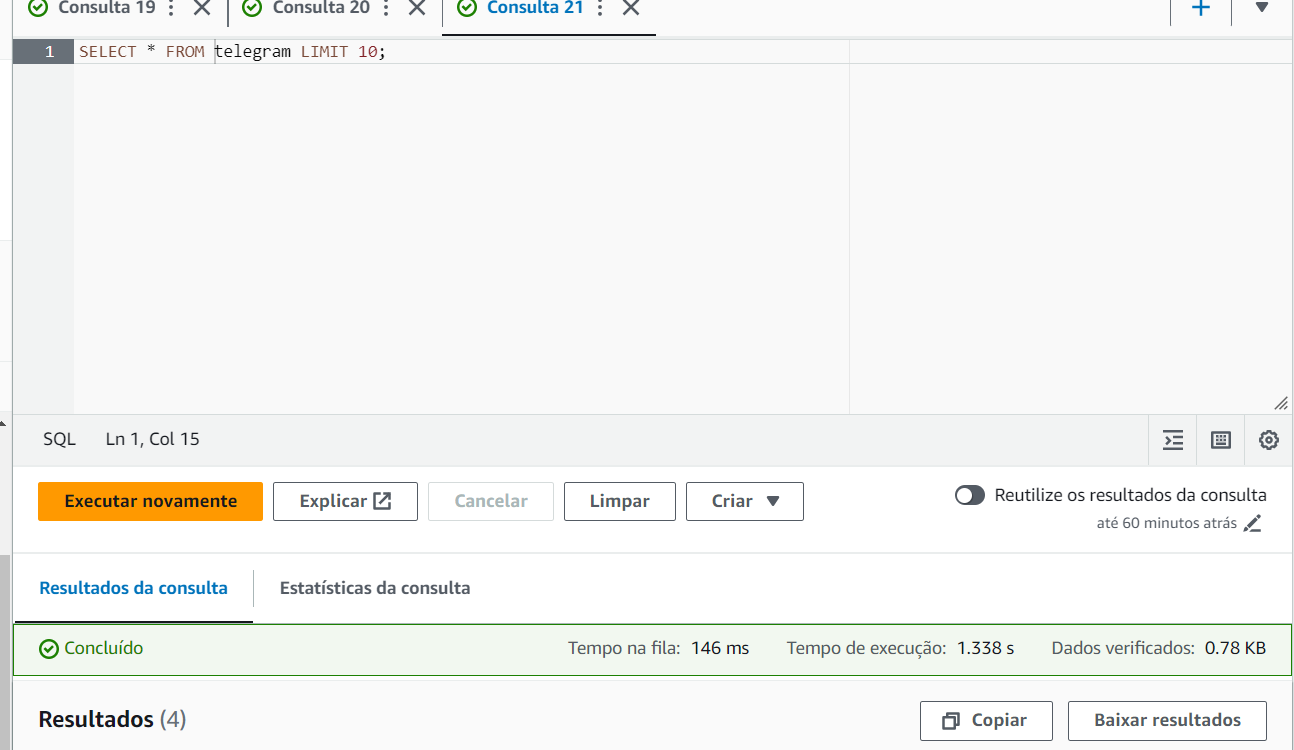 Consulta 19
Consulta 20
Consulta 21
1 SELECT * FROM telegram LIMIT 10;
SQL Ln 1, Col 15
Executar novamente
Explicar
Cancelar
Limpar
Criar
Reutilize os resultados da consulta
até 60 minutos atrás
Resultados da consulta
Estatísticas da consulta
Concluído
Tempo na fila: 146 ms
Tempo de execução: 1.338 s
Dados verificados: 0.78 KB
Resultados (4)
Copiar
Baixar resultados